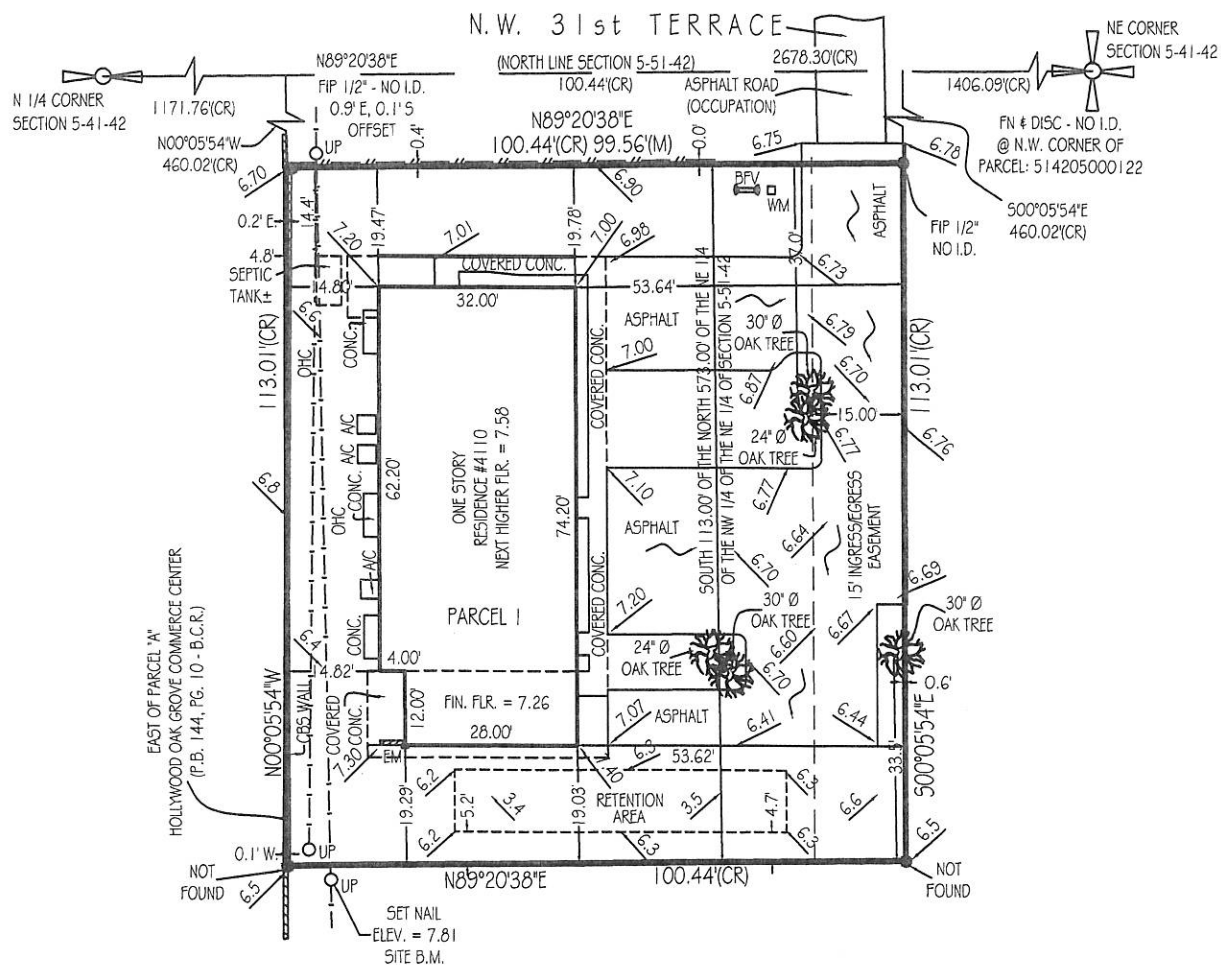 N.W. 31st TERRACE
NE CORNER
SECTION 5-41-42
N89°20'38"E
(NORTH LINE SECTION 5-51-42)
2678.30'(CR)
N 1/4 CORNER
SECTION 5-41-42
1171.76'(CR)
FIP 1/2" - NO I.D.
0.9' E, 0.1' S
OFFSET
100.44'(CR)
ASPHALT ROAD
(OCCUPATION)
1406.09'(CR)
N00°05'54"W
460.02'(CR)
UP
0.4'
N89°20'38"E
100.44'(CR) 99.56'(M)
0.0'
6.75
6.78
FN & DISC - NO I.D.
@ N.W. CORNER OF
PARCEL: 514205000122
6.70
6.90
BFV
WM
S00°05'54"E
460.02'(CR)
0.2' E
14.4'
19.47'
19.78'
37.0'
ASPHALT
FIP 1/2"
NO I.D.
4.8'
7.20
7.01
7.00
6.98
6.73
SEPTIC
TANK±
14.80'
COVERED CONC.
32.00'
53.64'
6.6
OHC
CONC.
ASPHALT
30" Ø
OAK TREE
6.79
113.01'(CR)
COVERED CONC.
7.00
6.87
6.70
113.01'(CR)
15.00'
A/C
A/C
24" Ø
OAK TREE
6.77
6.76
6.8
62.20'
ONE STORY
RESIDENCE #4110
NEXT HIGHER FLR. = 7.58
74.20'
7.10
6.77
SOUTH 113.00' OF THE NORTH 573.00' OF THE NE 1/4
OF THE NW 1/4 OF THE NE 1/4 OF SECTION 5-51-42
CONC.
OHC
ASPHALT
6.64
15' INGRESS/EGRESS
EASEMENT
6.70
6.69
A/C
7.20
30" Ø
OAK TREE
6.67
30" Ø
OAK TREE
PARCEL 1
COVERED CONC.
CONC.
6.4
24" Ø
OAK TREE
6.60
6.70
14.82'
4.00'
0.6'
EAST OF PARCEL "A"
HOLLYWOOD OAK GROVE COMMERCE CENTER
(P.B. 144, PG. 10 - B.C.R.)
N00°05'54"W
CBS WALL
COVERED
CONC.
12.00'
FIN. FLR. = 7.26
7.07
ASPHALT
6.41
6.44
S00°05'54"E
28.00'
EM
7.30
7.40
6.3
53.62'
33.5'
6.2
6.3
19.29'
5.2'
3.4
19.03'
RETENTION
AREA
3.5
4.7'
6.6
0.1' W
UP
6.2
6.3
6.3
6.5
NOT
FOUND
6.5
UP
N89°20'38"E
100.44'(CR)
NOT
FOUND
SET NAIL
ELEV. = 7.81
SITE B.M.